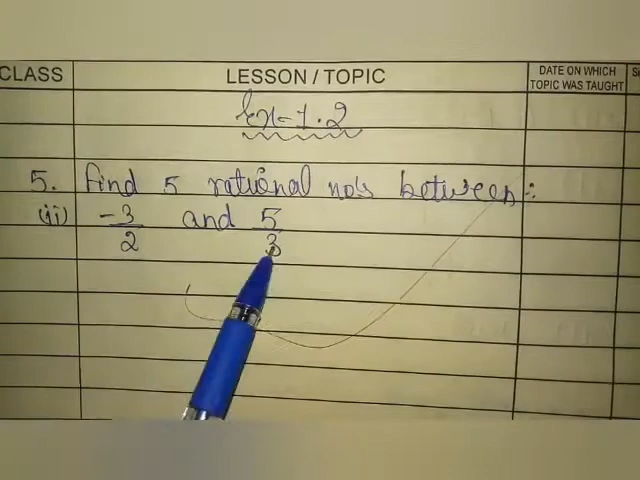 CLASS LESSON / TOPIC DATE ON WHICH TOPIC WAS TAUGHT
Ex-1.2
5. Find 5 rational no's between:
(ii) -3/2 and 5/3